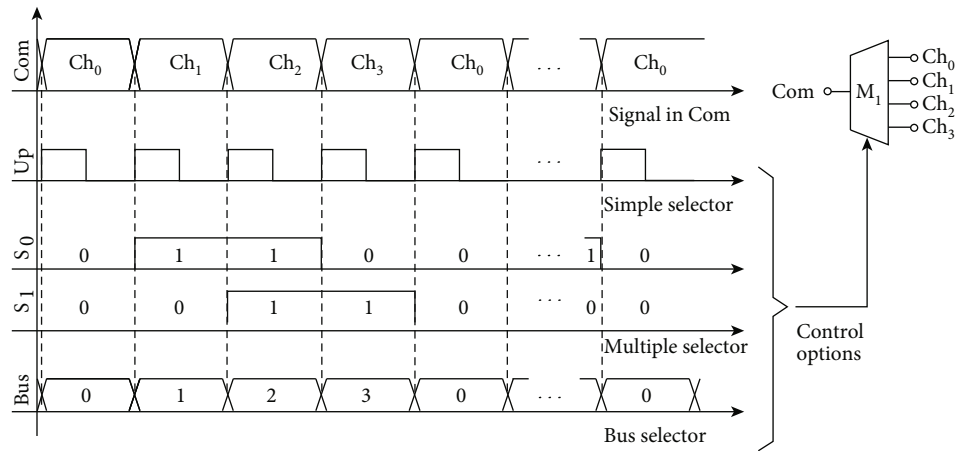 Com
Ch0
Ch1
Ch2
Ch3
Ch0
. . .
Ch0
Signal in Com
Up
. . .
Simple selector
S 0
0
1
1
0
0
. . .
1
0
S 1
0
0
1
1
0
. . .
0
0
Multiple selector
Bus
0
1
2
3
0
. . .
0
Bus selector
Com
M1
Ch0
Ch1
Ch2
Ch3
Control
options